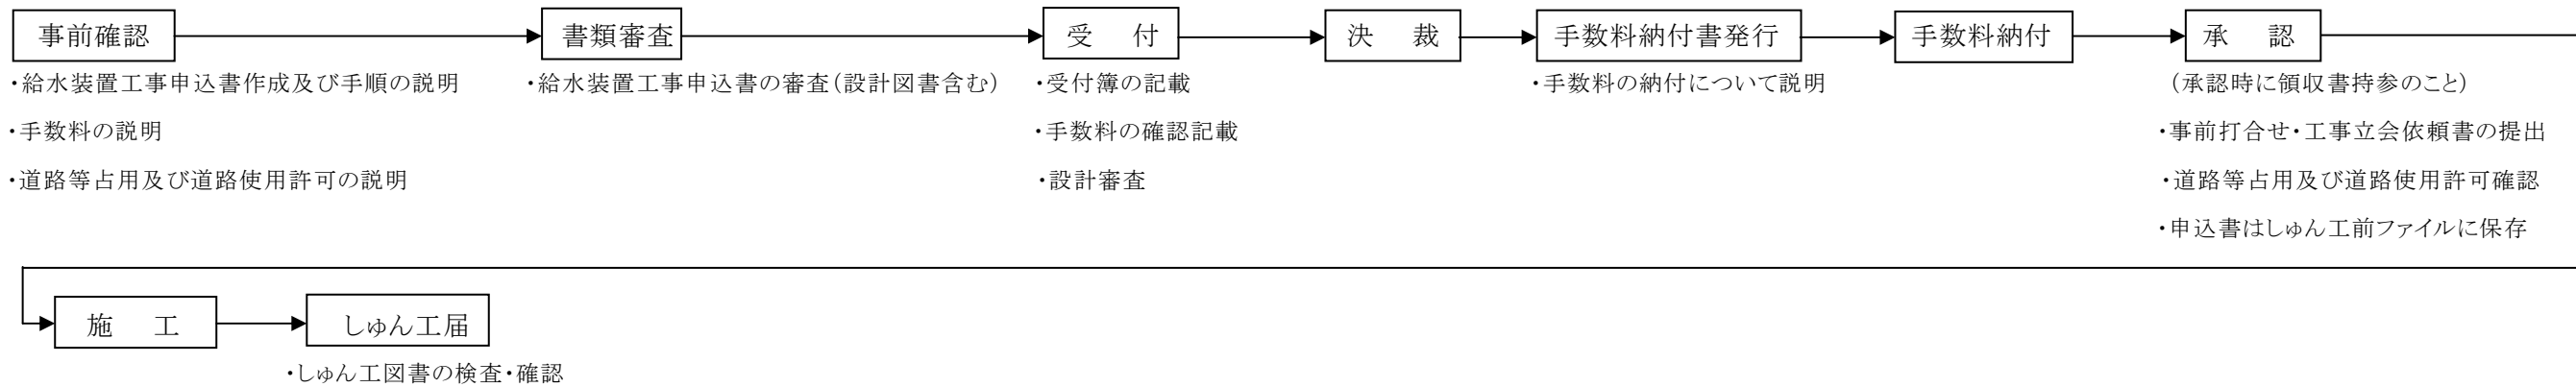 事前確認
書類審査
受　付
決　裁
手数料納付書発行
手数料納付
承　認
・給水装置工事申込書作成及び手順の説明
・手数料の説明
・道路等占用及び道路使用許可の説明
・給水装置工事申込書の審査（設計図書含む）
・受付簿の記載
・手数料の確認記載
・設計審査
・手数料の納付について説明
（承認時に領収書持参のこと）
・事前打合せ・工事立会依頼書の提出
・道路等占用及び道路使用許可確認
・申込書はしゅん工前ファイルに保存
施　工
しゅん工届
・しゅん工図書の検査・確認